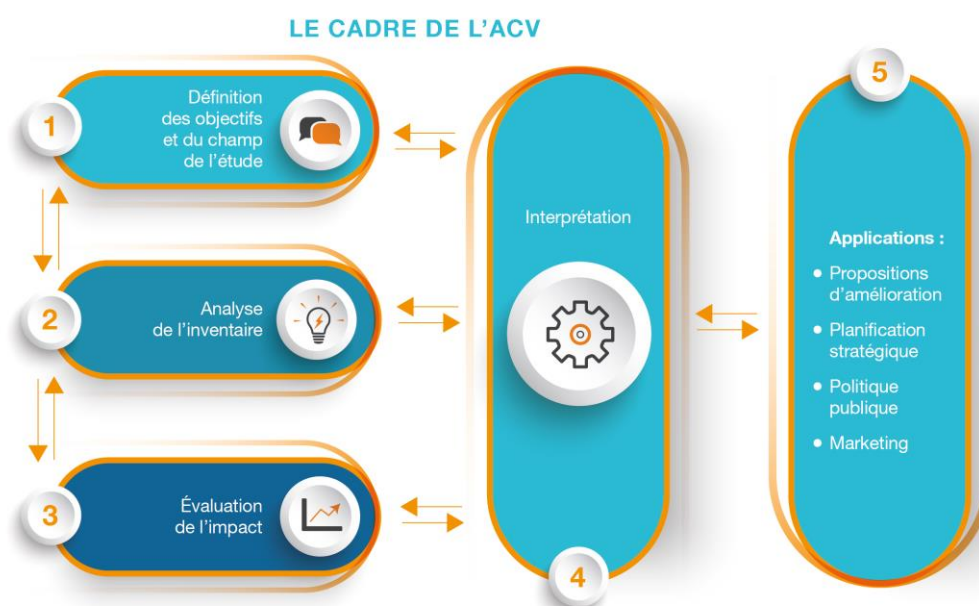 LE CADRE DE L'ACV
1
Définition
des objectifs
et du champ
de l'étude
2
Analyse
de l'inventaire
3
Évaluation
de l'impact
Interprétation
4
5
Applications :
• Propositions
d'amélioration
• Planification
stratégique
• Politique
publique
• Marketing